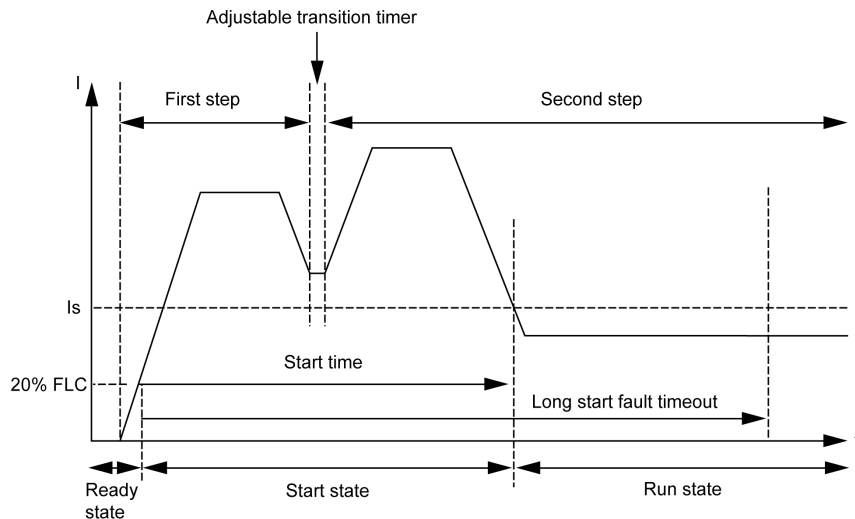 Adjustable transition timer
I
First step
Second step
Is
Start time
20% FLC
Long start fault timeout
Ready
state
Start state
Run state